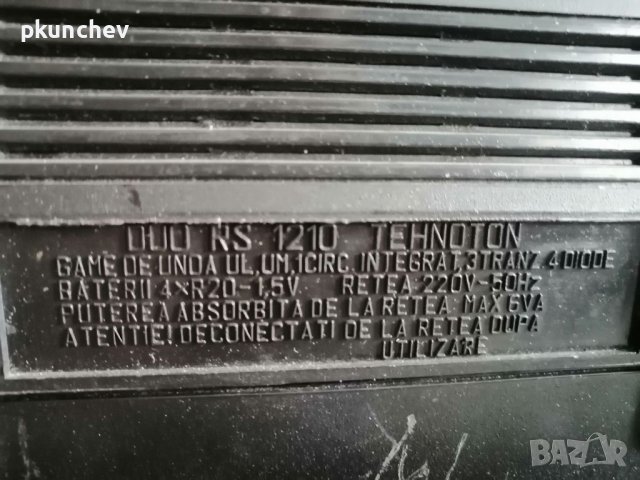 pkunchev
DUO RS 1210 TEHNOTON
GAME DE UNDA UL,UM,1CIRC. INTEGRAT,3TRANZ.4DIODE
BATERII 4×R20-1,5V. RETEA 220V-50Hz
PUTEREA ABSORBITA DE LA RETEA: MAX 6VA
ATENTIE! DECONECTATI DE LA RETEA DUPA
UTILIZARE
BAZAR